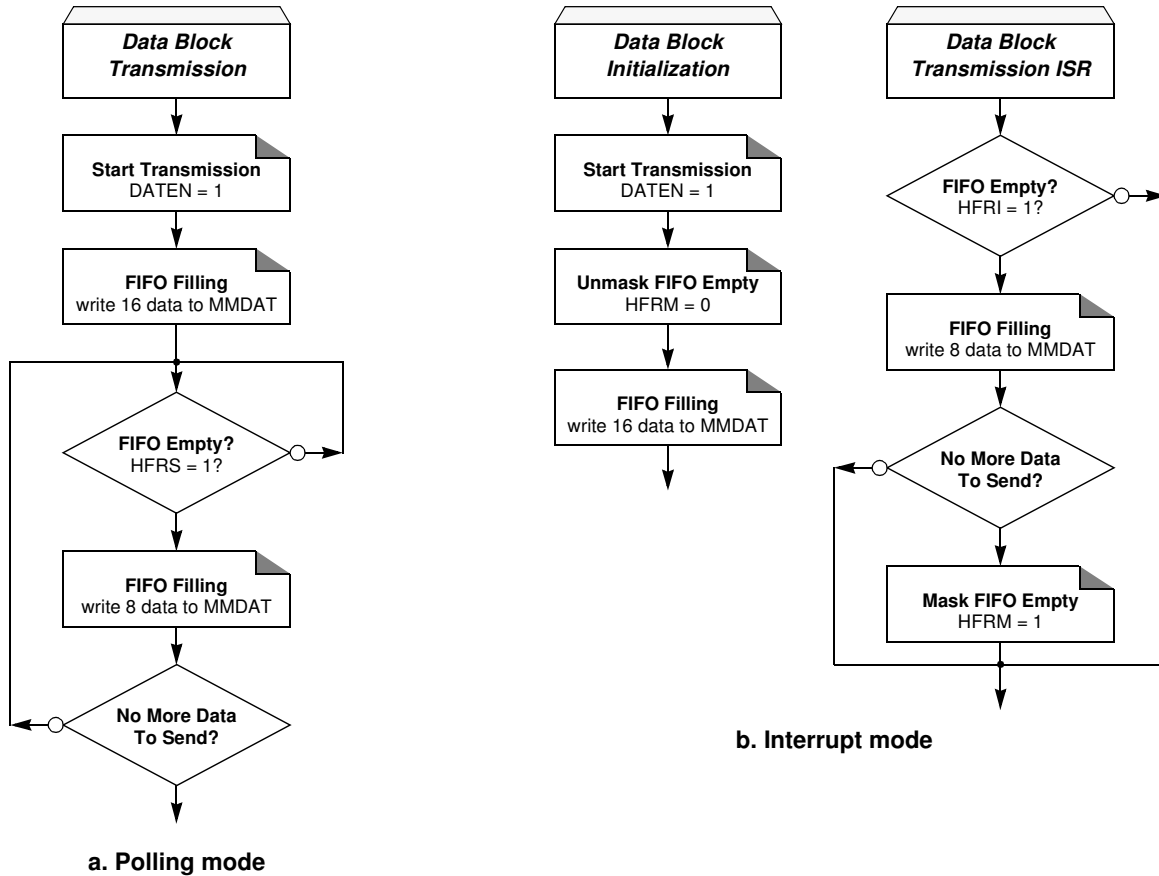 Data Block
Transmission
Start Transmission
DATEN = 1
FIFO Filling
write 16 data to MMDAT
FIFO Empty?
HFRS = 1?
FIFO Filling
write 8 data to MMDAT
No More Data
To Send?
a. Polling mode
Data Block
Initialization
Start Transmission
DATEN = 1
Unmask FIFO Empty
HFRM = 0
FIFO Filling
write 16 data to MMDAT
Data Block
Transmission ISR
FIFO Empty?
HFRI = 1?
FIFO Filling
write 8 data to MMDAT
No More Data
To Send?
Mask FIFO Empty
HFRM = 1
b. Interrupt mode